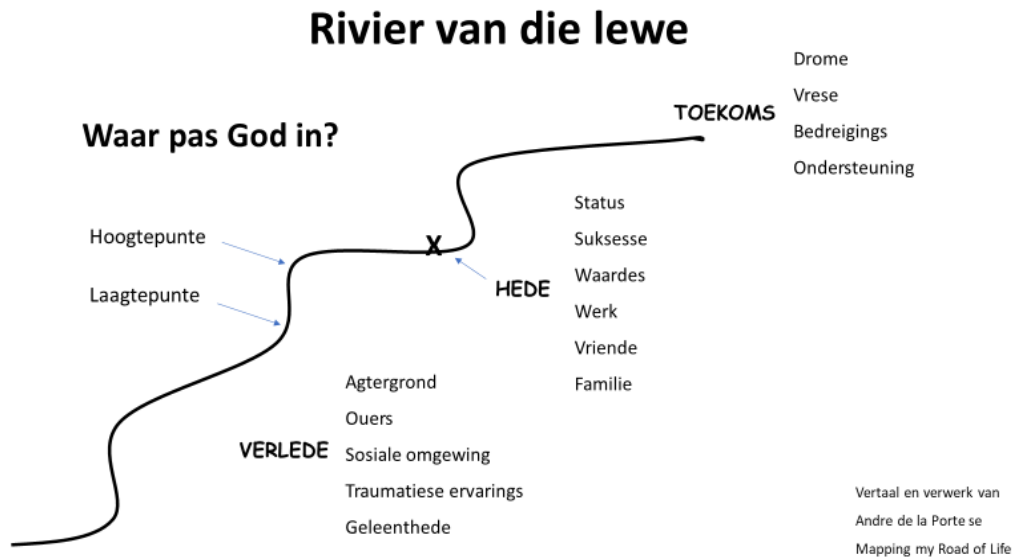 Rivier van die lewe
Waar pas God in?
TOEKOMS
Drome
Vrese
Bedreigings
Ondersteuning
Hoogtepunte
Laagtepunte
X
HEDE
Status
Suksesse
Waardes
Werk
Vriende
Familie
VERLEDE
Agtergrond
Ouers
Sosiale omgewing
Traumatiese ervarings
Geleenthede
Vertaal en verwerk van
Andre de la Porte se
Mapping my Road of Life